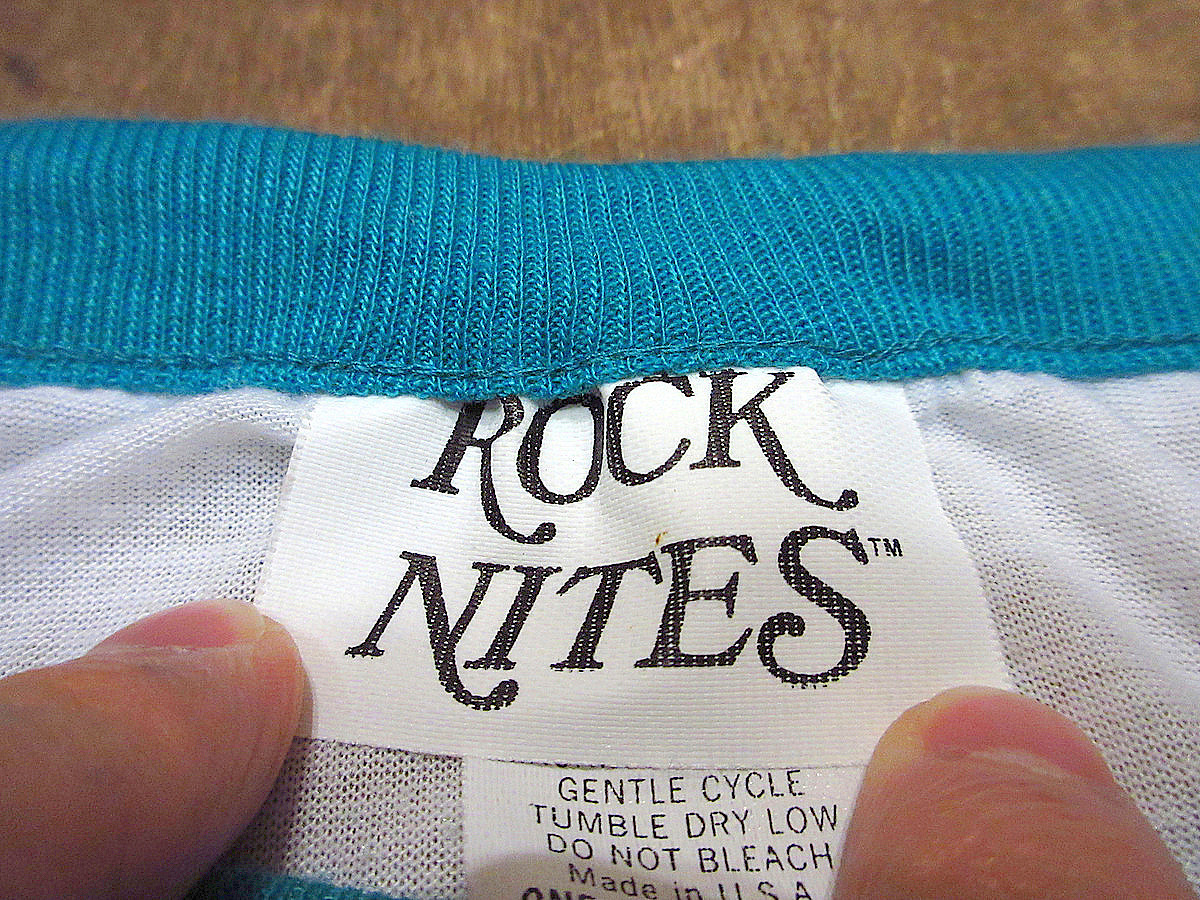 ROCK
NITES™
GENTLE CYCLE
TUMBLE DRY LOW
DO NOT BLEACH
Made in U.S.A.